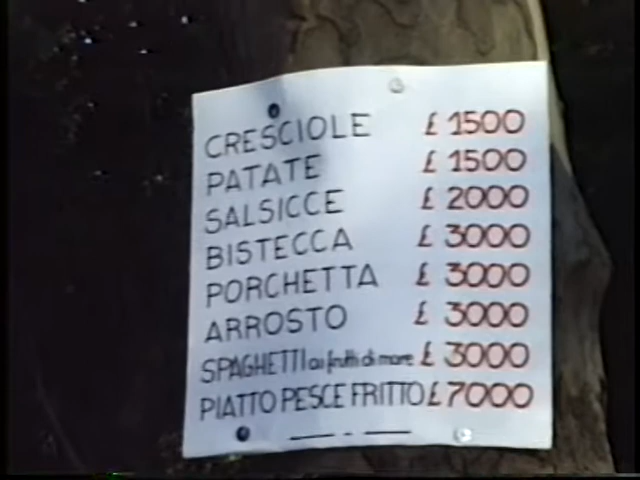 CRESCIOLE £ 1500
PATATE £ 1500
SALSICCE £ 2000
BISTECCA £ 3000
PORCHETTA £ 3000
ARROSTO £ 3000
SPAGHETTI ai frutti di mare £ 3000
PIATTO PESCE FRITTO £ 7000